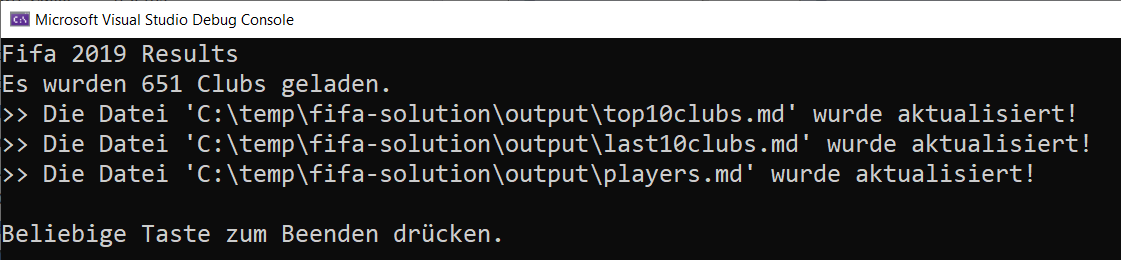 Microsoft Visual Studio Debug Console
Fifa 2019 Results
Es wurden 651 Clubs geladen.
>> Die Datei 'C:\temp\fifa-solution\output\top10clubs.md' wurde aktualisiert!
>> Die Datei 'C:\temp\fifa-solution\output\last10clubs.md' wurde aktualisiert!
>> Die Datei 'C:\temp\fifa-solution\output\players.md' wurde aktualisiert!
Beliebige Taste zum Beenden drücken.